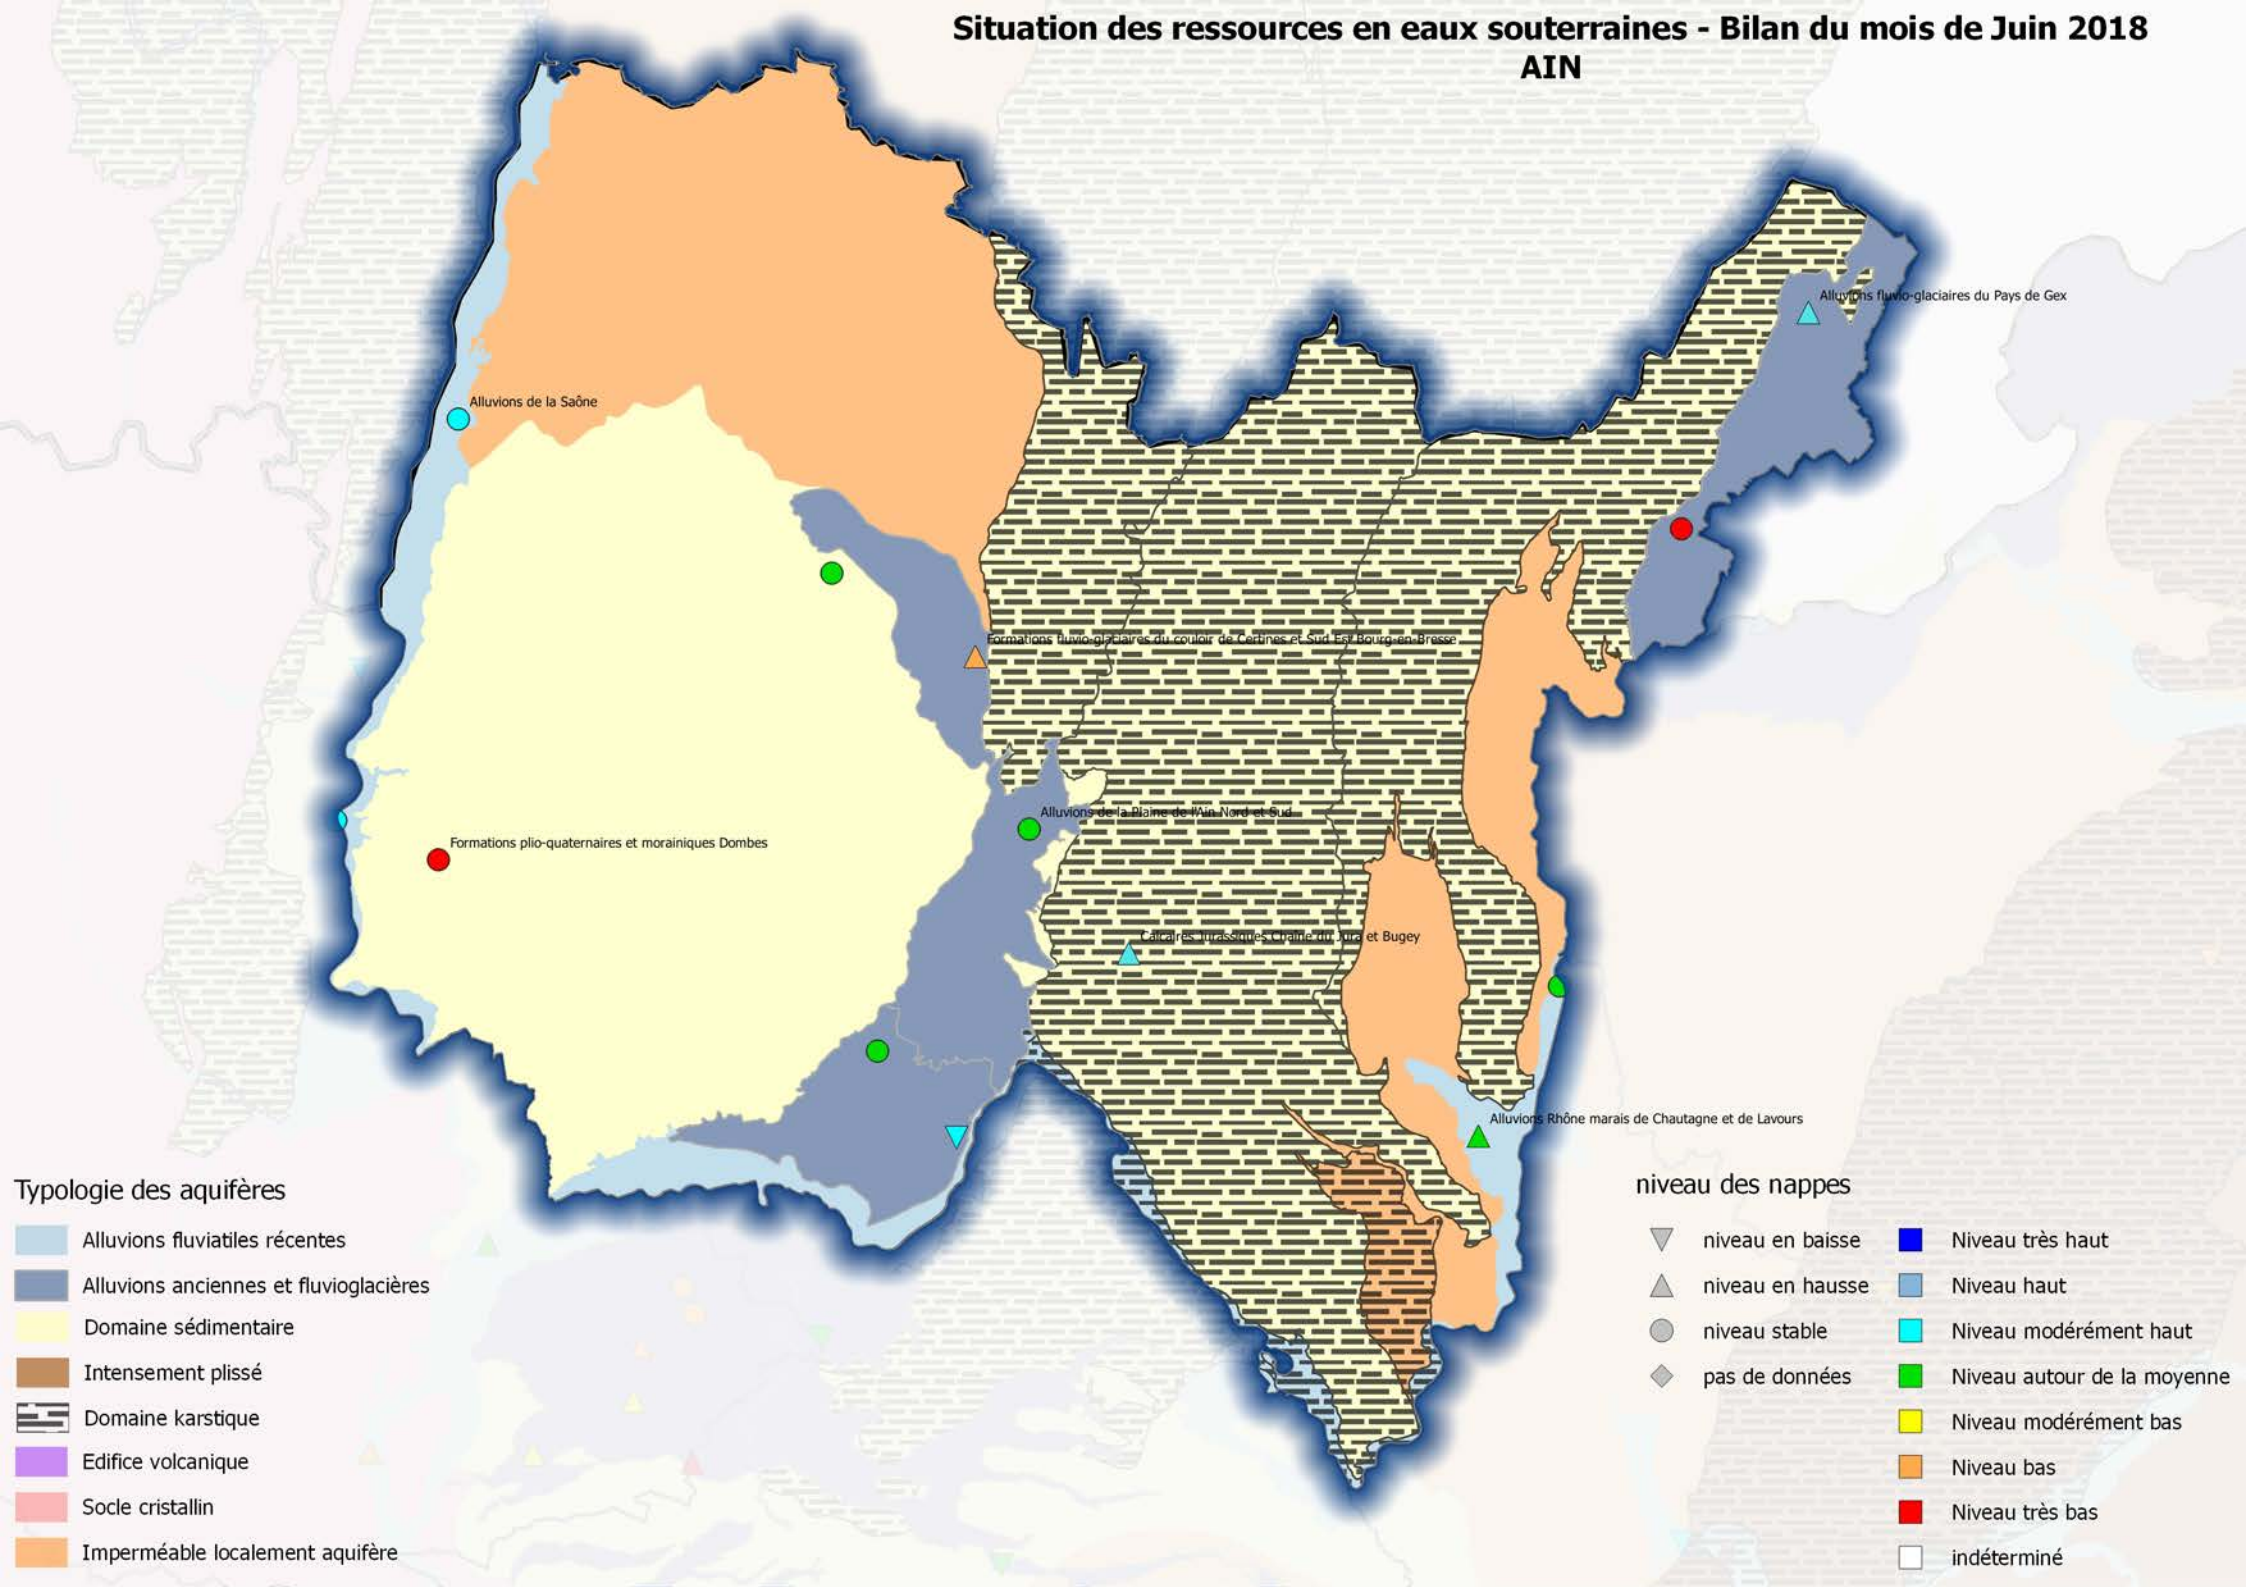 Situation des ressources en eaux souterraines - Bilan du mois de Juin 2018
AIN
Alluvions fluvio-glaciaires du Pays de Gex
Alluvions de la Saône
Formations fluvio-glaciaires du couloir de Certines et Sud Est Bourg-en-Bresse
Alluvions de la Plaine de l'Ain Nord et Sud
Formations plio-quaternaires et morainiques Dombes
Calcaires Jurassiques Chaîne du Jura et Bugey
Alluvions Rhône marais de Chautagne et de Lavours
Typologie des aquifères
Alluvions fluviatiles récentes
Alluvions anciennes et fluvioglacières
Domaine sédimentaire
Intensement plissé
Domaine karstique
Edifice volcanique
Socle cristallin
Imperméable localement aquifère
niveau des nappes
niveau en baisse
niveau en hausse
niveau stable
pas de données
Niveau très haut
Niveau haut
Niveau modérément haut
Niveau autour de la moyenne
Niveau modérément bas
Niveau bas
Niveau très bas
indéterminé